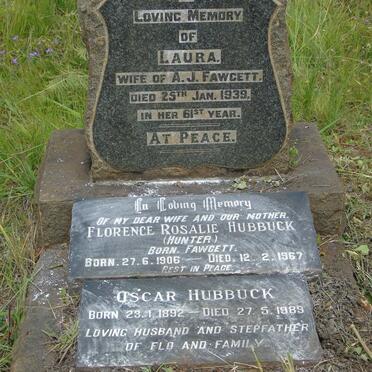 LOVING MEMORY
OF
LAURA.
WIFE OF A.J. FAWCETT.
DIED 25TH JAN. 1939.
IN HER 61ST YEAR.
AT PEACE.
In Loving Memory
OF MY DEAR WIFE AND OUR MOTHER.
FLORENCE ROSALIE HUBBUCK
(HUNTER)
BORN. FAWCETT.
BORN. 27. 6. 1906 — DIED. 12. 2. 1967
REST IN PEACE.
OSCAR HUBBUCK
BORN 29. 1. 1892 — DIED 27. 5. 1989
LOVING HUSBAND AND STEPFATHER
OF FLO AND FAMILY